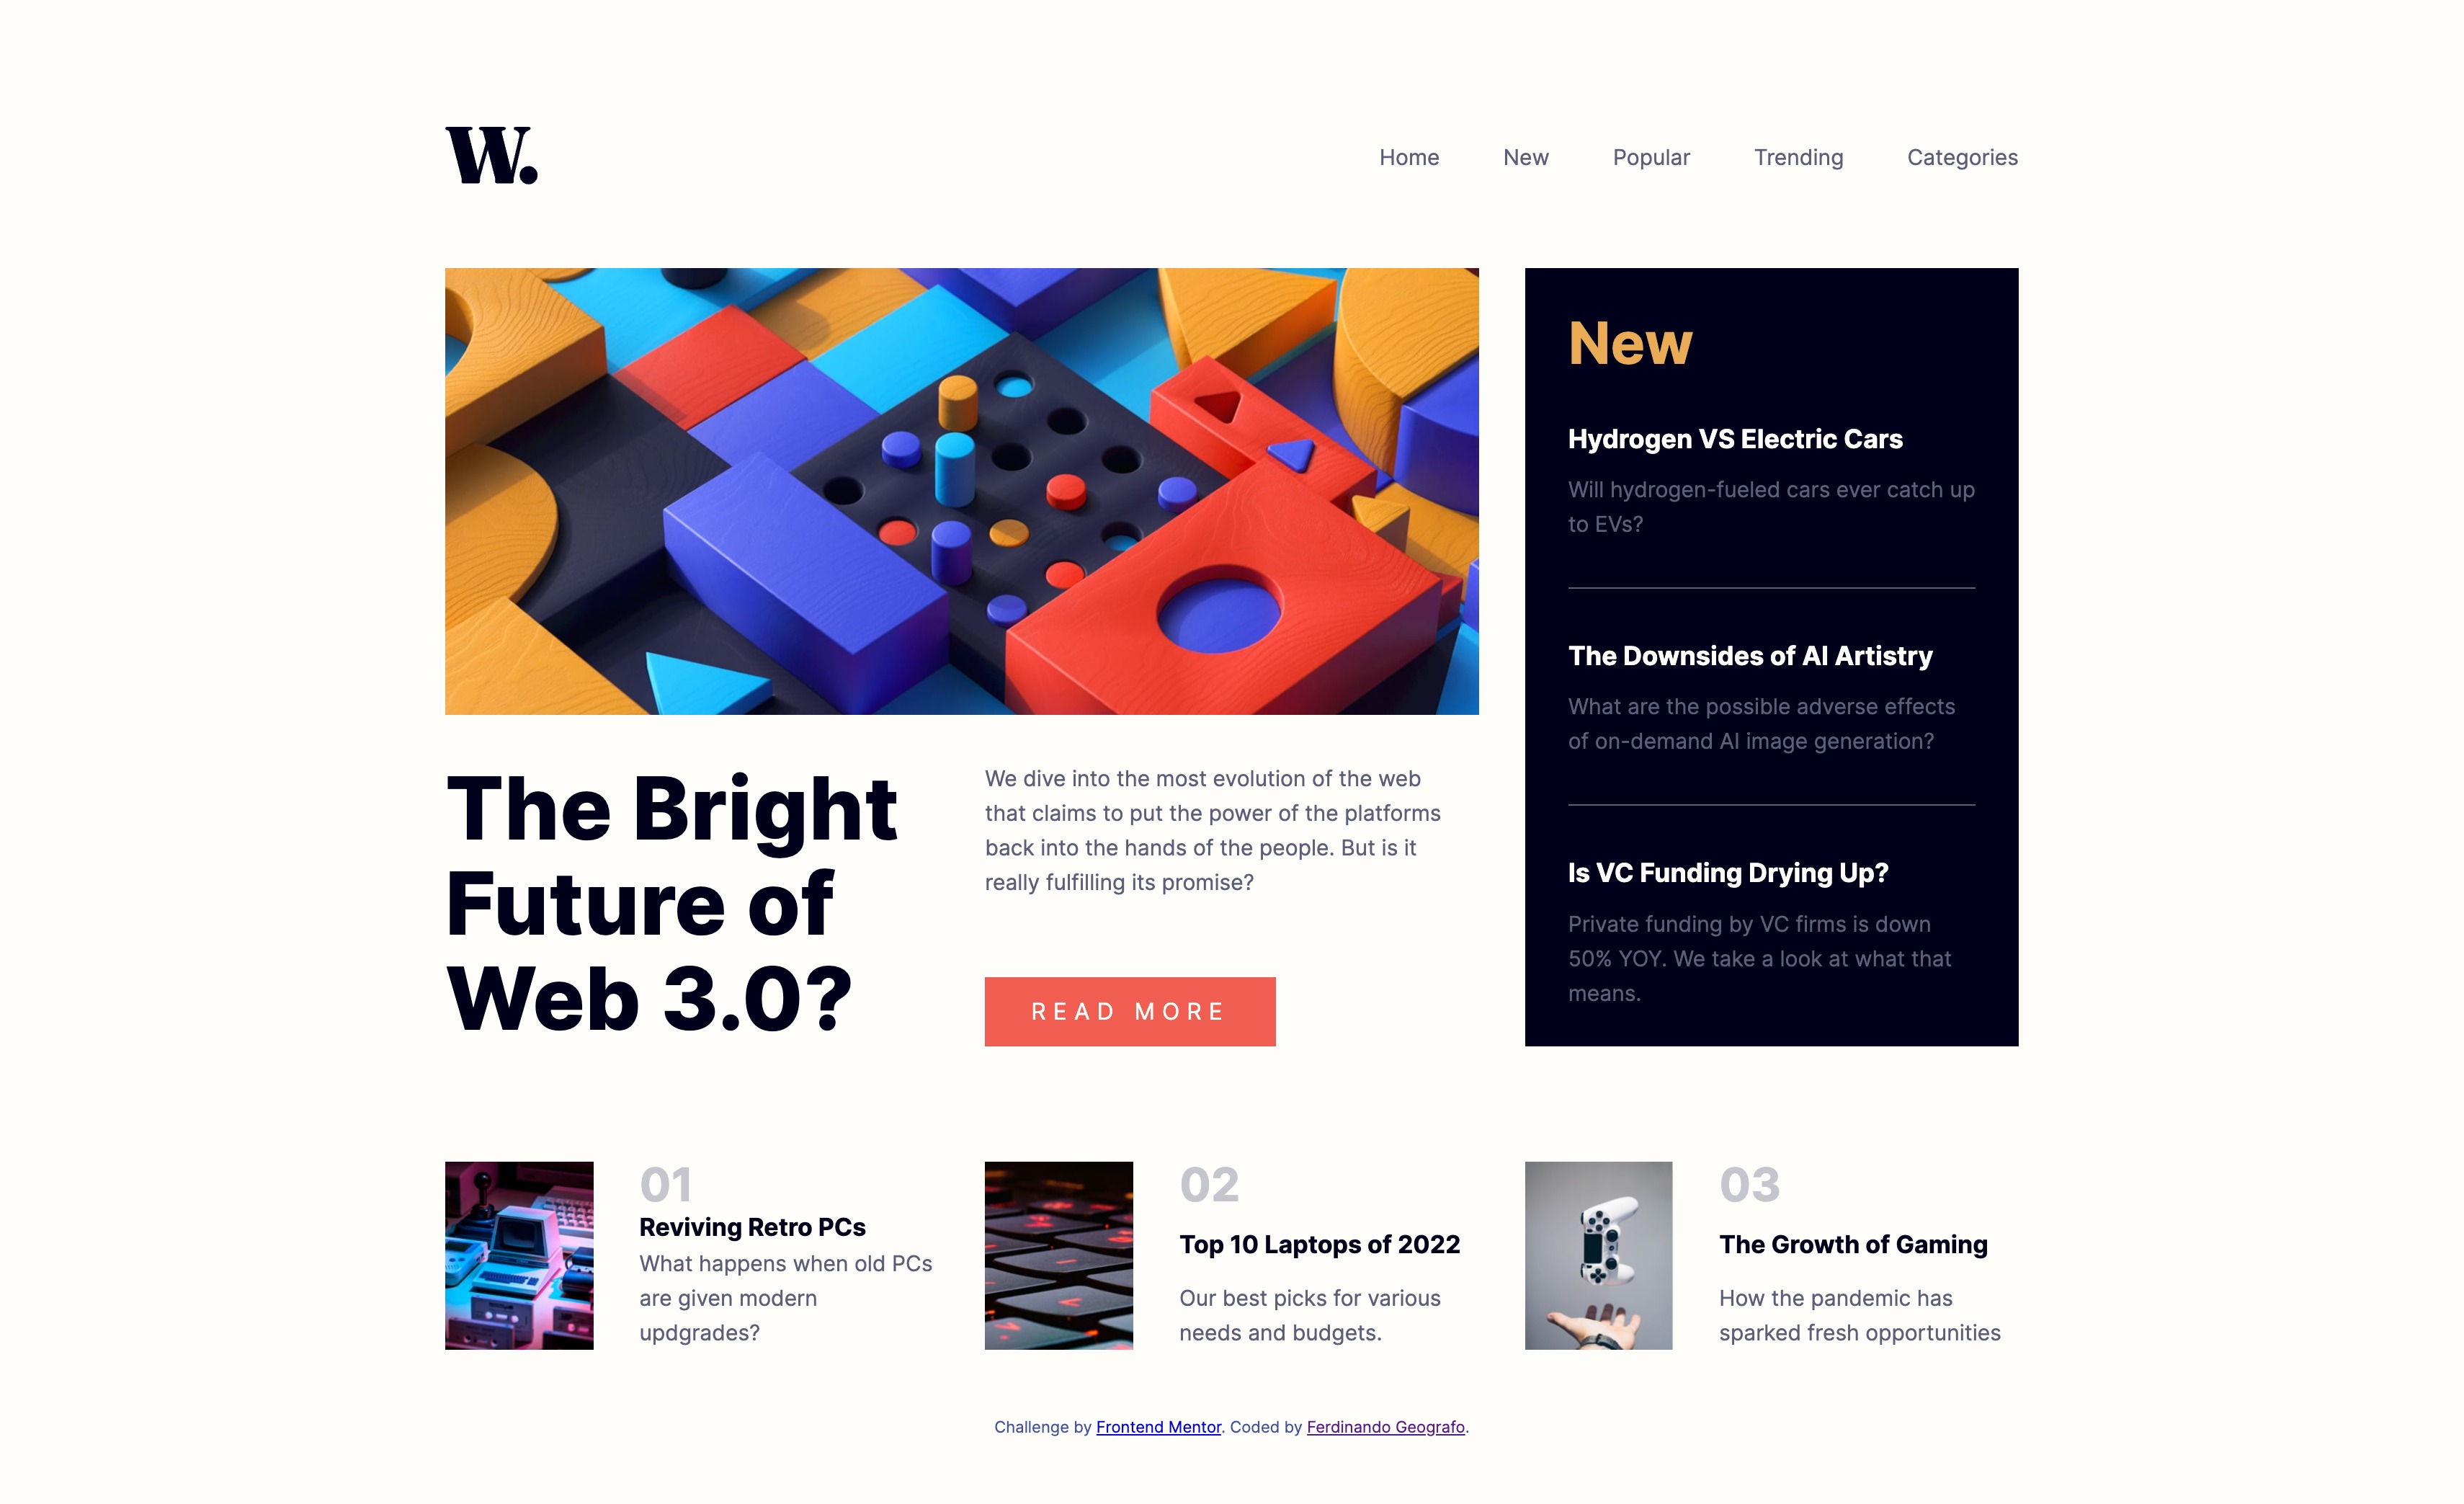 W.
Home New Popular Trending Categories
The Bright
Future of
Web 3.0?
We dive into the most evolution of the web
that claims to put the power of the platforms
back into the hands of the people. But is it
really fulfilling its promise?
READ MORE
New
Hydrogen VS Electric Cars
Will hydrogen-fueled cars ever catch up
to EVs?
The Downsides of AI Artistry
What are the possible adverse effects
of on-demand AI image generation?
Is VC Funding Drying Up?
Private funding by VC firms is down
50% YOY. We take a look at what that
means.
01
Reviving Retro PCs
What happens when old PCs
are given modern
updgrades?
02
Top 10 Laptops of 2022
Our best picks for various
needs and budgets.
03
The Growth of Gaming
How the pandemic has
sparked fresh opportunities
Challenge by Frontend Mentor. Coded by Ferdinando Geografo.